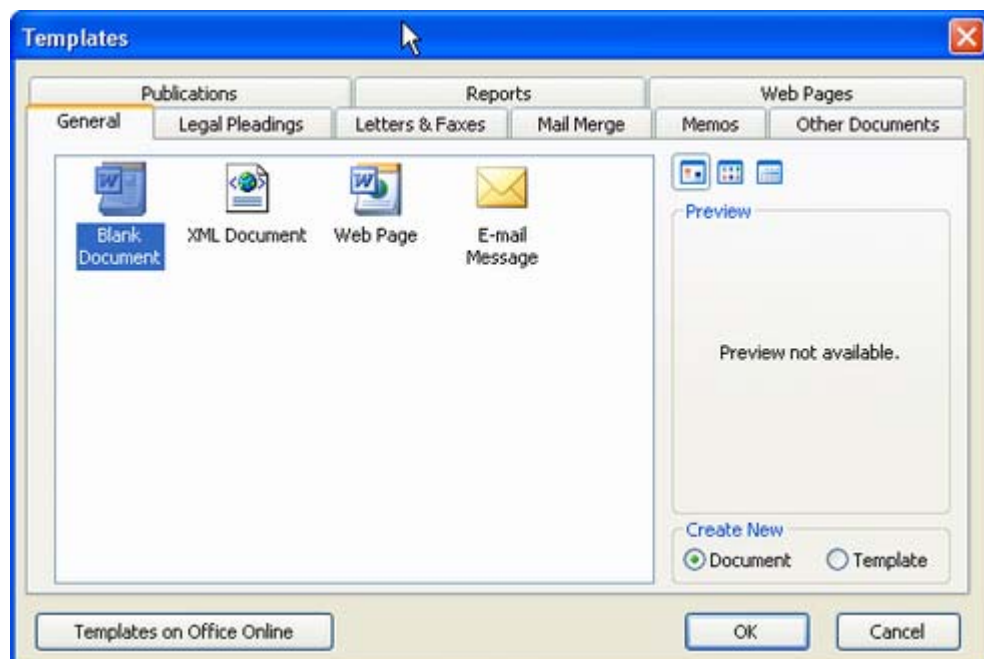 Templates
Publications Reports Web Pages
General Legal Pleadings Letters & Faxes Mail Merge Memos Other Documents
Blank Document
XML Document
Web Page
E-mail Message
Preview
Preview not available.
Create New
Document Template
Templates on Office Online OK Cancel